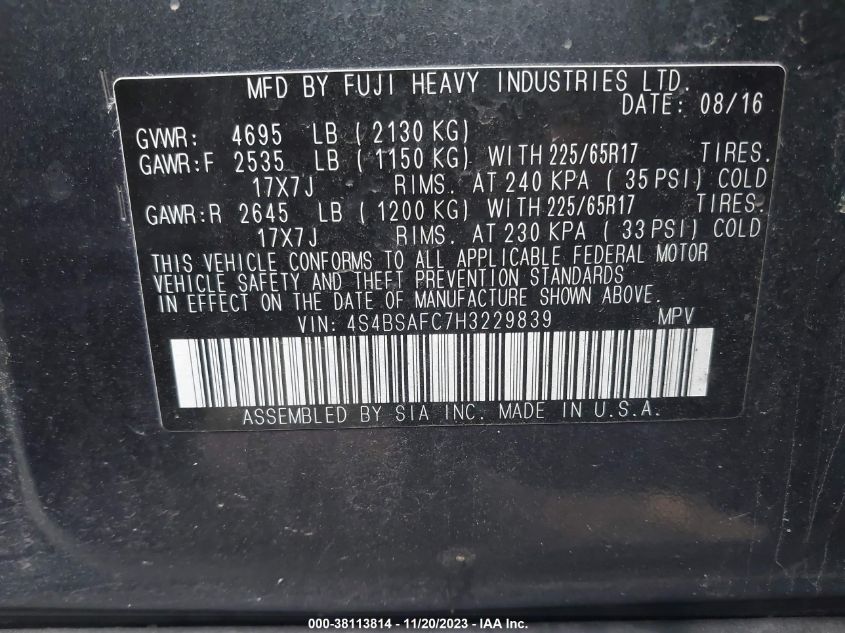 MFD BY FUJI HEAVY INDUSTRIES LTD.
DATE: 08/16
GVWR: 4695 LB ( 2130 KG)
GAWR:F 2535 LB ( 1150 KG) WITH 225/65R17 TIRES.
17X7J RIMS. AT 240 KPA ( 35 PSI) COLD
GAWR:R 2645 LB ( 1200 KG) WITH 225/65R17 TIRES.
17X7J RIMS. AT 230 KPA ( 33 PSI) COLD
THIS VEHICLE CONFORMS TO ALL APPLICABLE FEDERAL MOTOR
VEHICLE SAFETY AND THEFT PREVENTION STANDARDS
IN EFFECT ON THE DATE OF MANUFACTURE SHOWN ABOVE.
VIN: 4S4BSAFC7H3229839 MPV
ASSEMBLED BY SIA INC. MADE IN U.S.A.
000-38113814 - 11/20/2023 - IAA Inc.